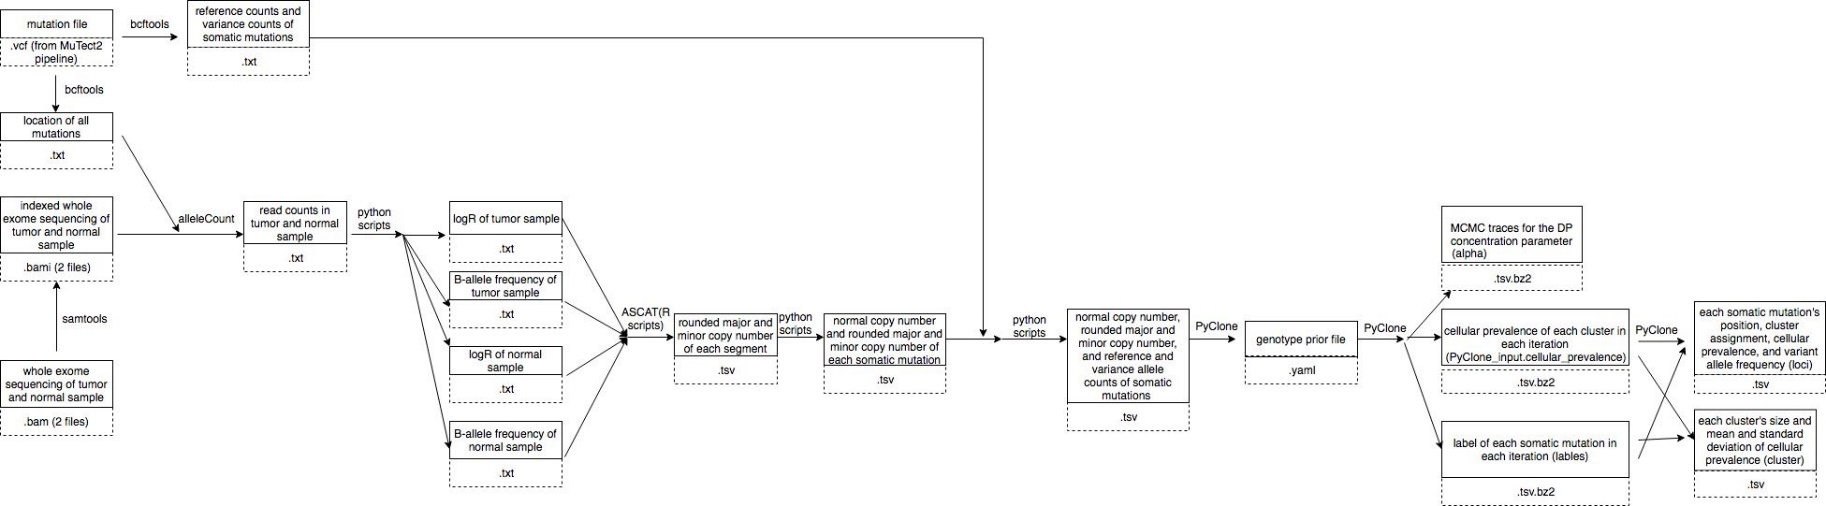 mutation file
.vcf (from MuTect2
pipeline)
bcftools
reference counts and
variance counts of
somatic mutations
.txt
bcftools
location of all
mutations
.txt
indexed whole
exome sequencing of
tumor and normal
sample
.bami (2 files)
samtools
whole exome
sequencing of tumor
and normal sample
.bam (2 files)
alleleCount
read counts in
tumor and normal
sample
.txt
python
scripts
logR of tumor sample
.txt
B-allele frequency of
tumor sample
.txt
logR of normal
sample
.txt
B-allele frequency of
normal sample
.txt
ASCAT(R
scripts)
rounded major and
minor copy number
of each segment
.tsv
python
scripts
normal copy number
and rounded major and
minor copy number of
each somatic mutation
.tsv
python
scripts
normal copy number,
rounded major and
minor copy number,
and reference and
variance allele
counts of somatic
mutations
.tsv
PyClone
genotype prior file
.yaml
PyClone
MCMC traces for the DP
concentration parameter
(alpha)
.tsv.bz2
cellular prevalence of each cluster in
each iteration
(PyClone_input.cellular_prevalence)
.tsv.bz2
label of each somatic mutation in
each iteration (lables)
.tsv.bz2
PyClone
each somatic mutation's
position, cluster
assignment, cellular
prevalence, and variant
allele frequency (loci)
.tsv
each cluster's size and
mean and standard
deviation of cellular
prevalence (cluster)
.tsv